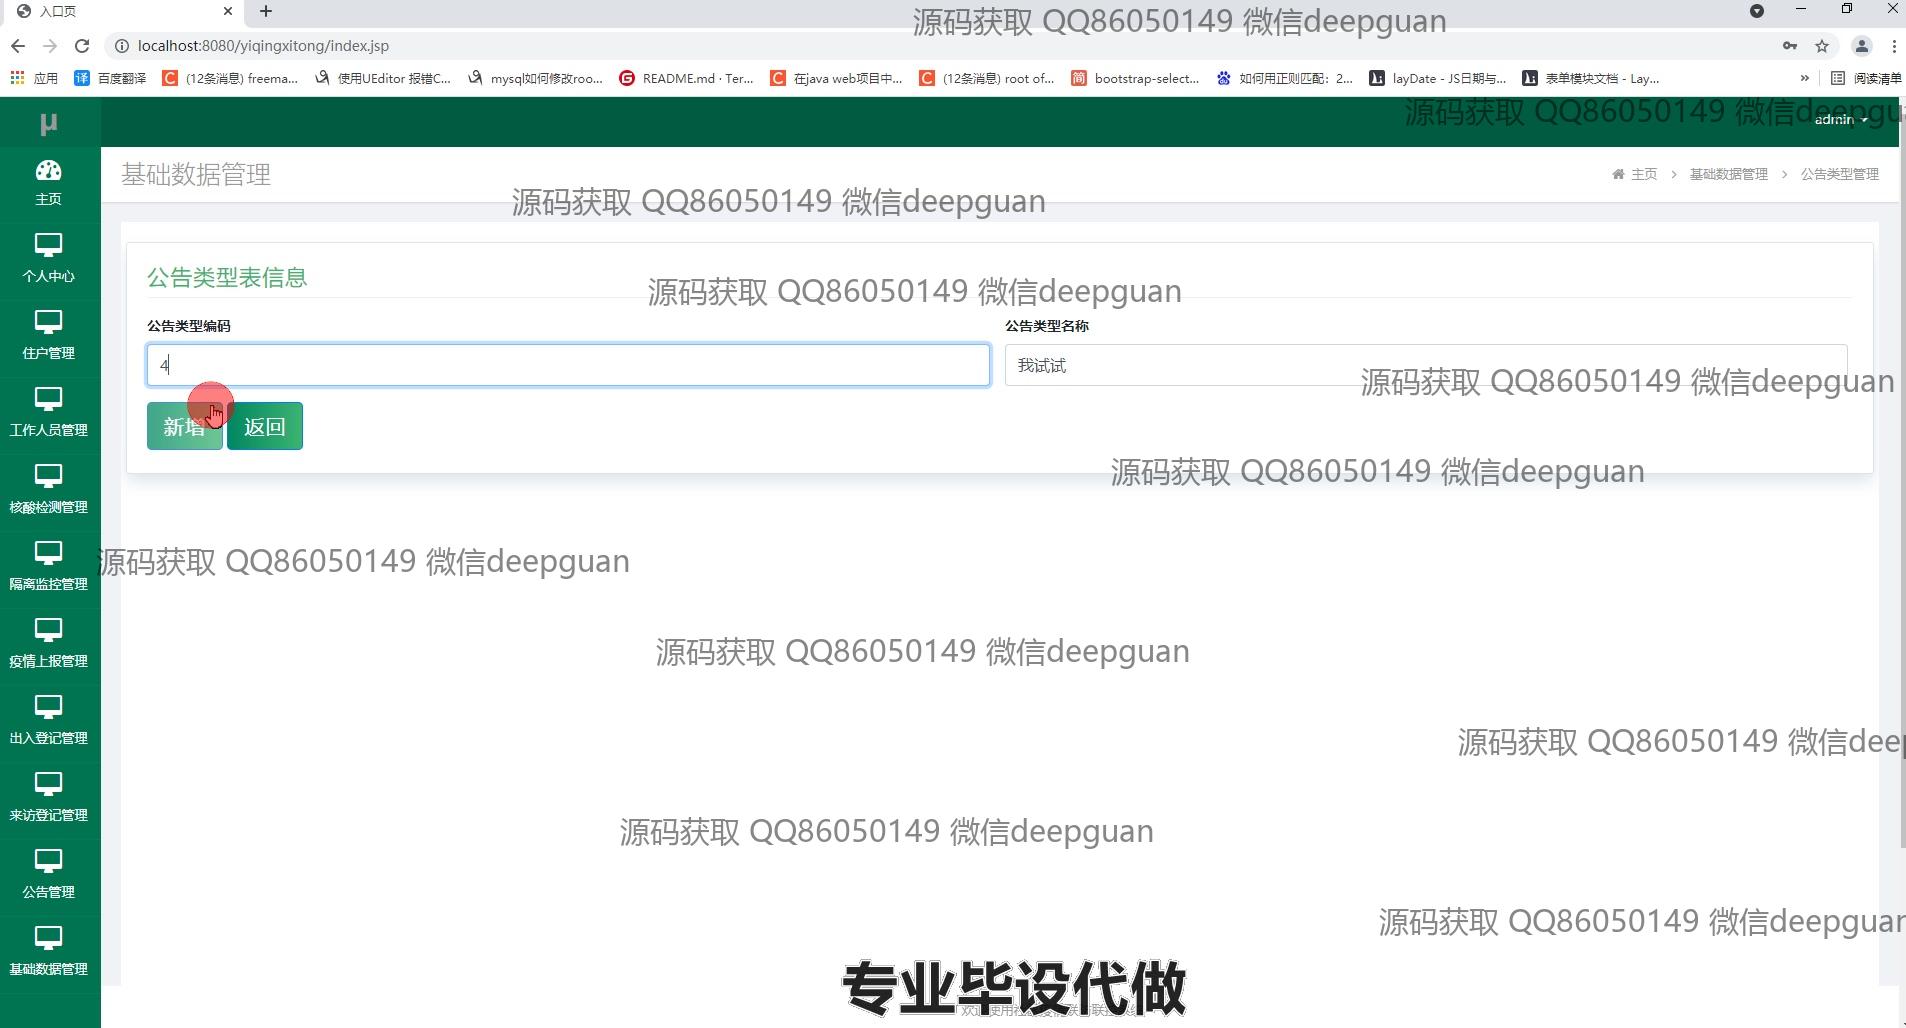 入口页
源码获取 QQ86050149 微信deepguan
localhost:8080/yiqingxitong/index.jsp
应用 百度翻译 (12条消息) freema... 使用UEditor 报错C... mysql如何修改roo... README.md · Ter... 在java web项目中... (12条消息) root of... bootstrap-select... 如何用正则匹配：2... layDate - JS日期与... 表单模块文档 - Lay... » 阅读清单
源码获取 QQ86050149 微信deepgu
μ
admin
主页
基础数据管理
主页 > 基础数据管理 > 公告类型管理
源码获取 QQ86050149 微信deepguan
个人中心
公告类型表信息
源码获取 QQ86050149 微信deepguan
公告类型编码 公告类型名称
住户管理
4 我试试
源码获取 QQ86050149 微信deepguan
新增 返回
工作人员管理
源码获取 QQ86050149 微信deepguan
核酸检测管理
源码获取 QQ86050149 微信deepguan
隔离监控管理
源码获取 QQ86050149 微信deepguan
疫情上报管理
出入登记管理
源码获取 QQ86050149 微信deep
来访登记管理
源码获取 QQ86050149 微信deepguan
公告管理
源码获取 QQ86050149 微信deepguan
基础数据管理
专业毕设代做